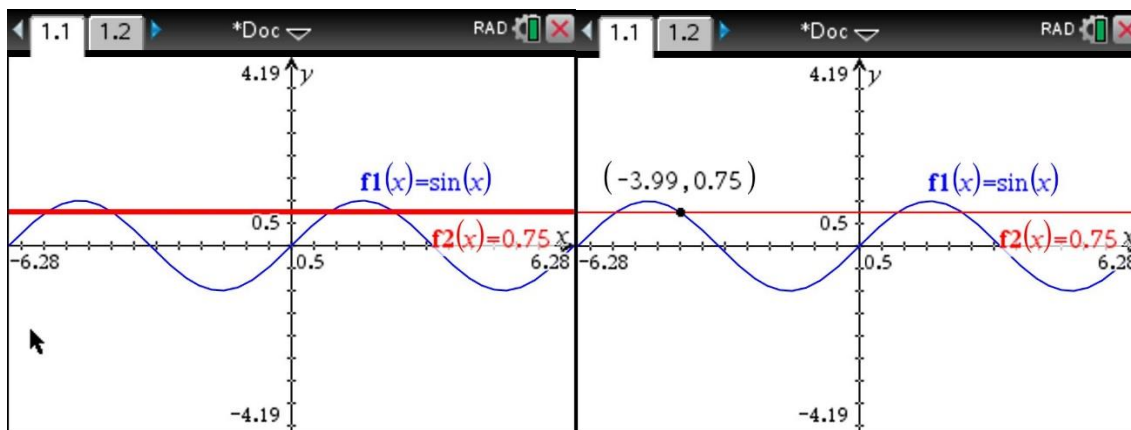 1.1 1.2 *Doc RAD
4.19 y
f1(x)=sin(x)
0.5
f2(x)=0.75 x
-6.28 0.5 6.28
-4.19
1.1 1.2 *Doc RAD
4.19 y
(-3.99,0.75) f1(x)=sin(x)
0.5
f2(x)=0.75 x
-6.28 0.5 6.28
-4.19